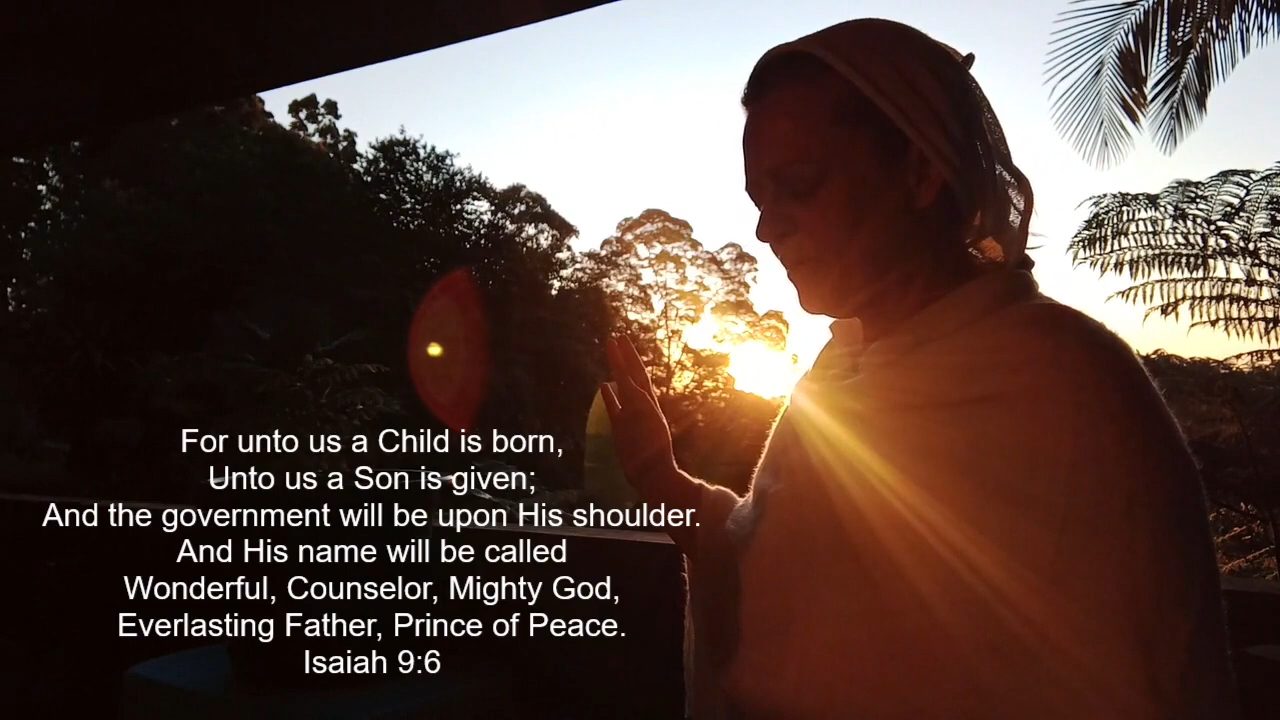 For unto us a Child is born,
Unto us a Son is given;
And the government will be upon His shoulder.
And His name will be called
Wonderful, Counselor, Mighty God,
Everlasting Father, Prince of Peace.
Isaiah 9:6